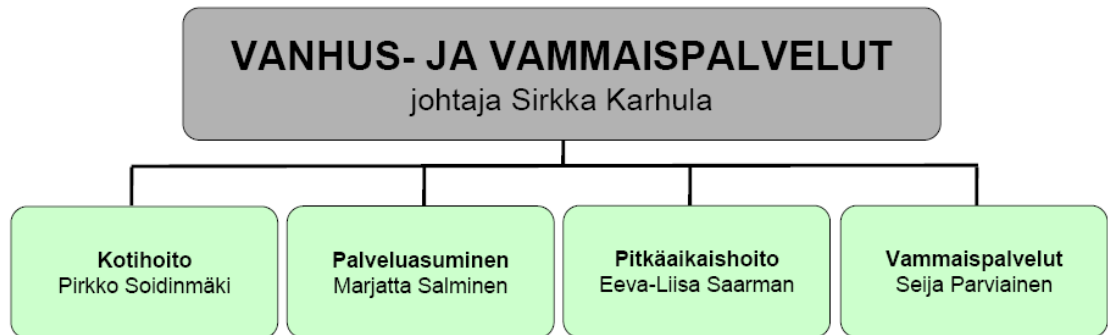 VANHUS- JA VAMMAISPALVELUT
johtaja Sirkka Karhula
Kotihoito
Pirkko Soidinmäki
Palveluasuminen
Marjatta Salminen
Pitkäaikaishoito
Eeva-Liisa Saarman
Vammaispalvelut
Seija Parviainen